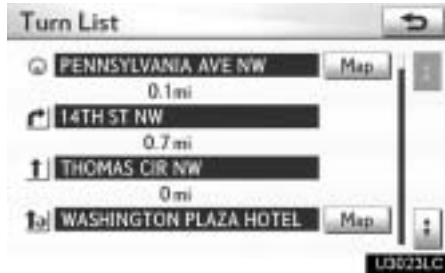 Turn List
PENNSYLVANIA AVE NW Map
0.1mi
14TH ST NW
0.7mi
THOMAS CIR NW
0mi
WASHINGTON PLAZA HOTEL Map
U3023LC